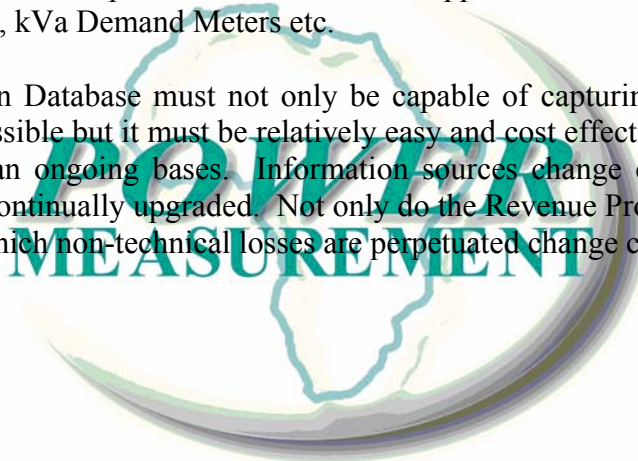 , kVa Demand Meters etc.
n Database must not only be capable of capturin
ssible but it must be relatively easy and cost effect
an ongoing bases. Information sources change
ontinually upgraded. Not only do the Revenue Pro
hich non-technical losses are perpetuated change c
POWER
MEASUREMENT